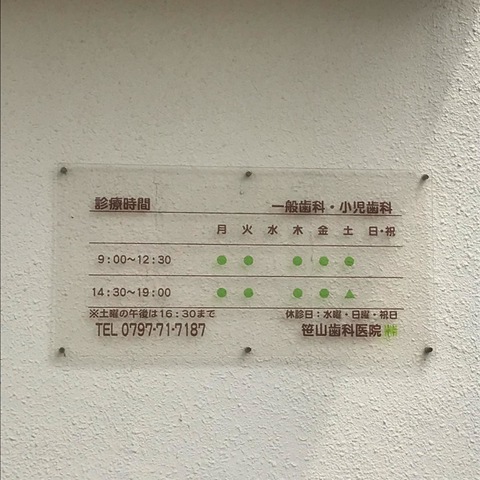 診療時間 一般歯科・小児歯科
月 火 水 木 金 土 日・祝
9:00〜12:30 ● ● ● ● ●
14:30〜19:00 ● ● ● ● ▲
※土曜の午後は16:30まで 休診日:水曜・日曜・祝日
TEL 0797-71-7187 笹山歯科医院